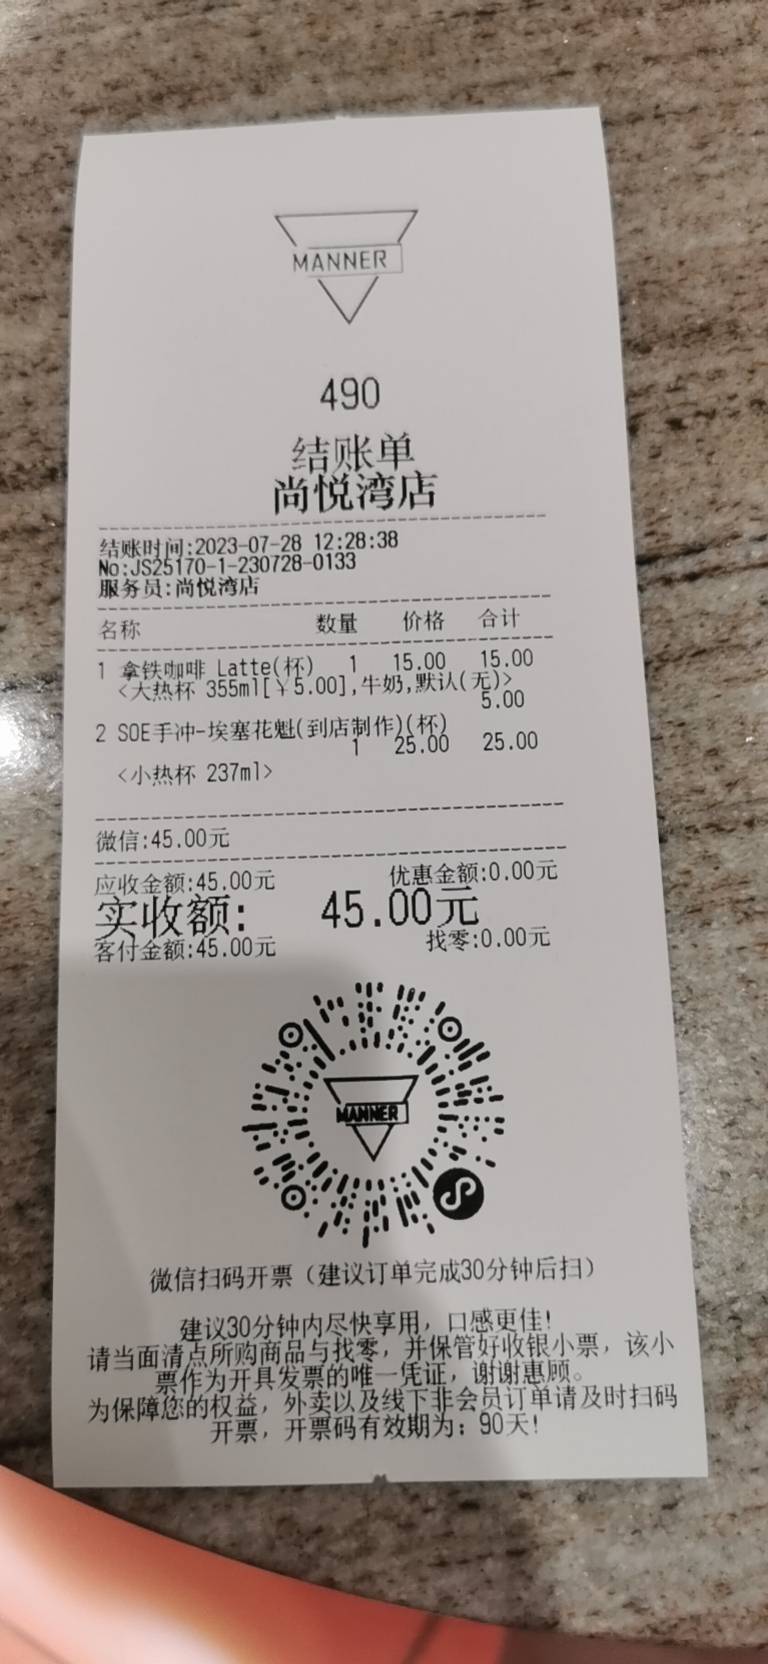 MANNER
490
结账单
尚悦湾店
结账时间:2023-07-28 12:28:38
No:JS25170-1-230728-0133
服务员:尚悦湾店
名称 数量 价格 合计
1 拿铁咖啡 Latte(杯) 1 15.00 15.00
<大热杯 355ml[￥5.00],牛奶,默认(无)>
5.00
2 SOE手冲-埃塞花魁(到店制作)(杯)
1 25.00 25.00
<小热杯 237ml>
微信:45.00元
应收金额:45.00元 优惠金额:0.00元
实收额: 45.00元
客付金额:45.00元 找零:0.00元
MANNER
微信扫码开票（建议订单完成30分钟后扫）
建议30分钟内尽快享用，口感更佳!
请当面清点所购商品与找零，并保管好收银小票，该小
票作为开具发票的唯一凭证，谢谢惠顾。
为保障您的权益，外卖以及线下非会员订单请及时扫码
开票，开票码有效期为：90天!